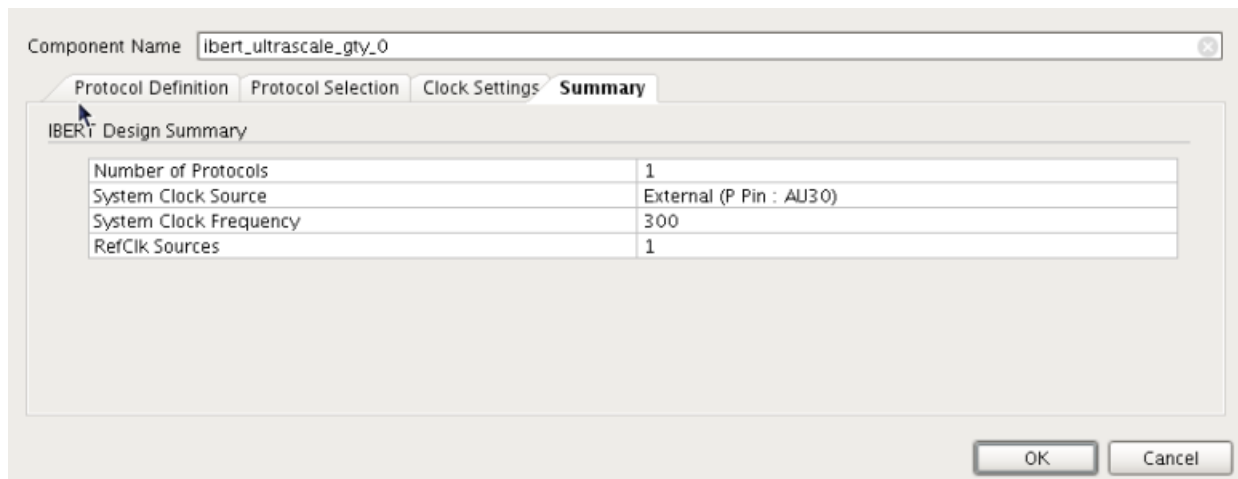 Component Name ibert_ultrascale_gty_0
Protocol Definition Protocol Selection Clock Settings Summary
IBERT Design Summary
Number of Protocols 1
System Clock Source External (P Pin : AU30)
System Clock Frequency 300
RefClk Sources 1
OK Cancel